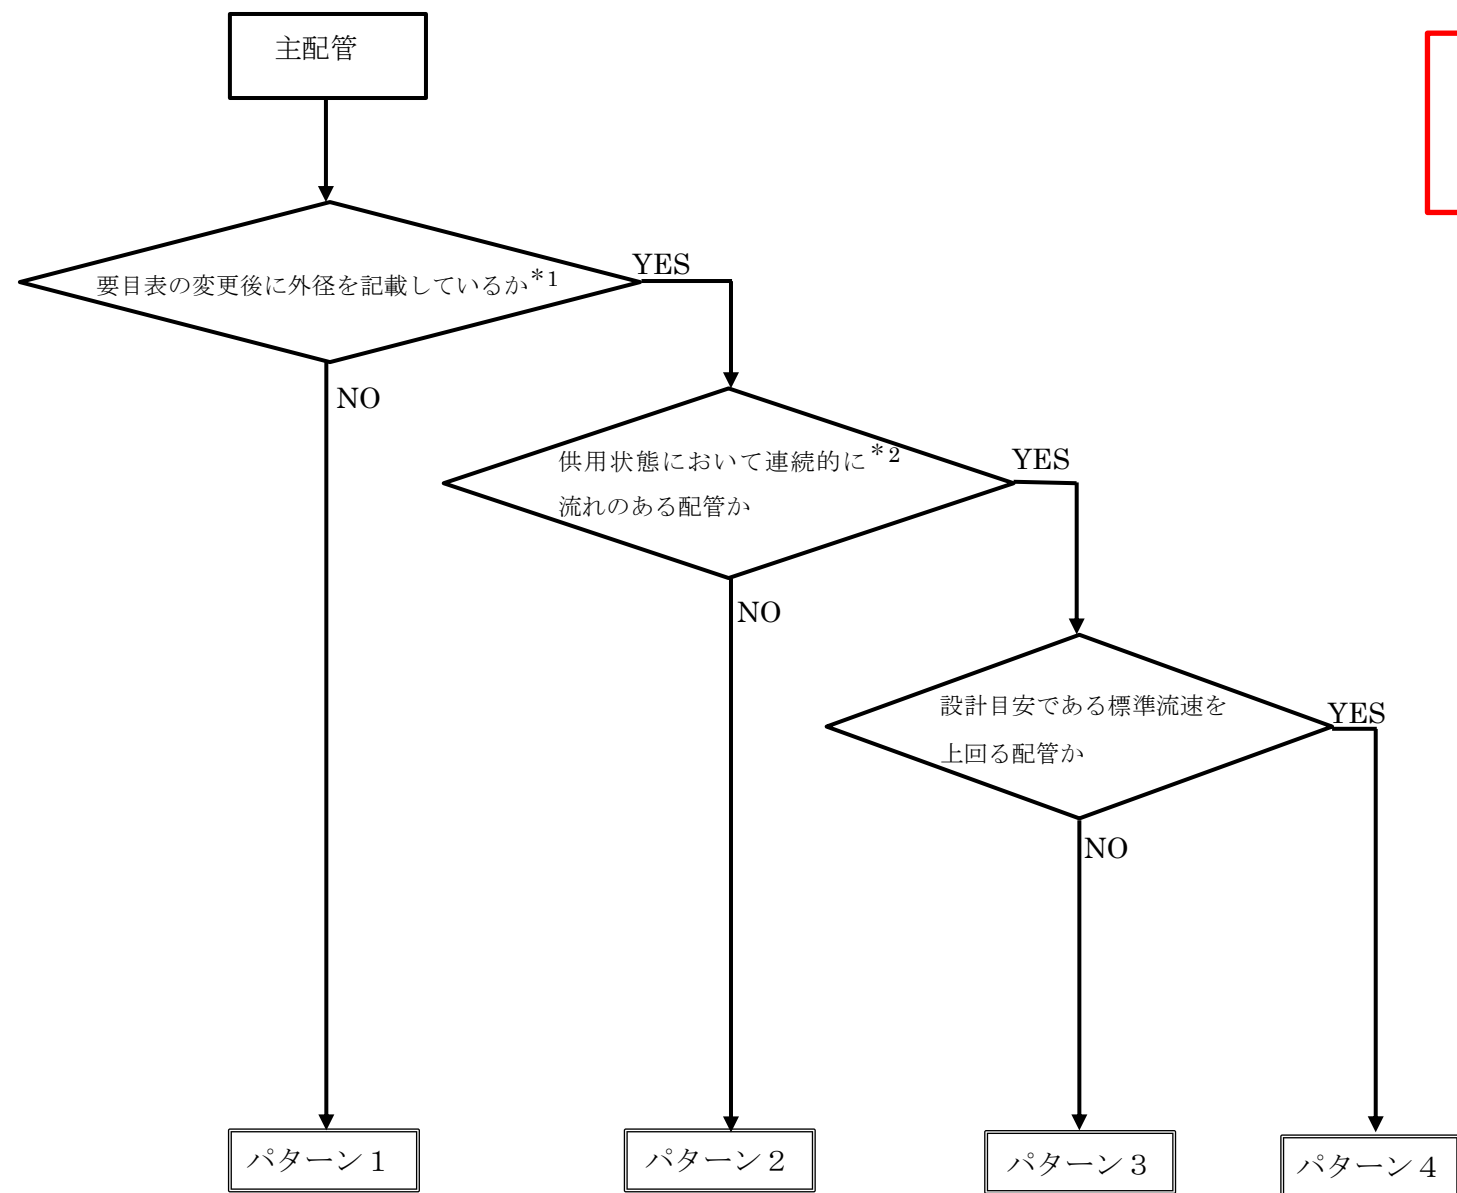 主配管
要目表の変更後に外径を記載しているか*1
YES
NO
供用状態において連続的に*2
流れのある配管か
YES
NO
設計目安である標準流速を
上回る配管か
YES
NO
パターン１
パターン２
パターン３
パターン４